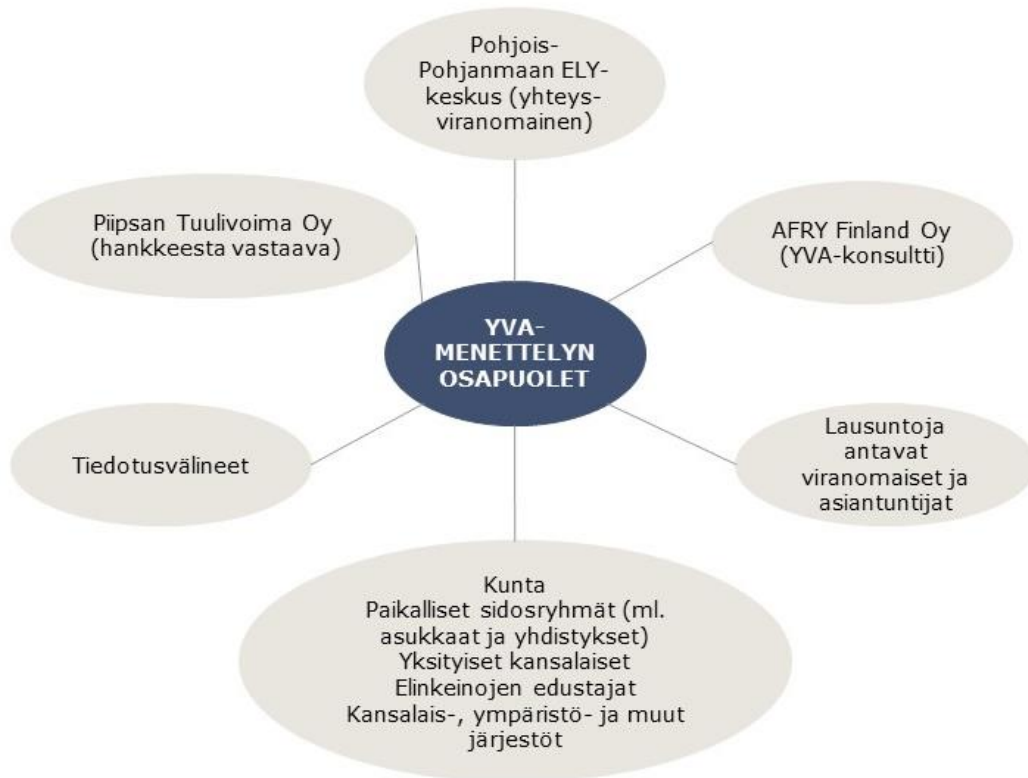 Pohjois-
Pohjanmaan ELY-
keskus (yhteys-
viranomainen)
Piipsan Tuulivoima Oy
(hankkeesta vastaava)
AFRY Finland Oy
(YVA-konsultti)
YVA-
MENETTELYN
OSAPUOLET
Tiedotusvälineet
Lausuntoja
antavat
viranomaiset ja
asiantuntijat
Kunta
Paikalliset sidosryhmät (ml.
asukkaat ja yhdistykset)
Yksityiset kansalaiset
Elinkeinojen edustajat
Kansalais-, ympäristö- ja muut
järjestöt